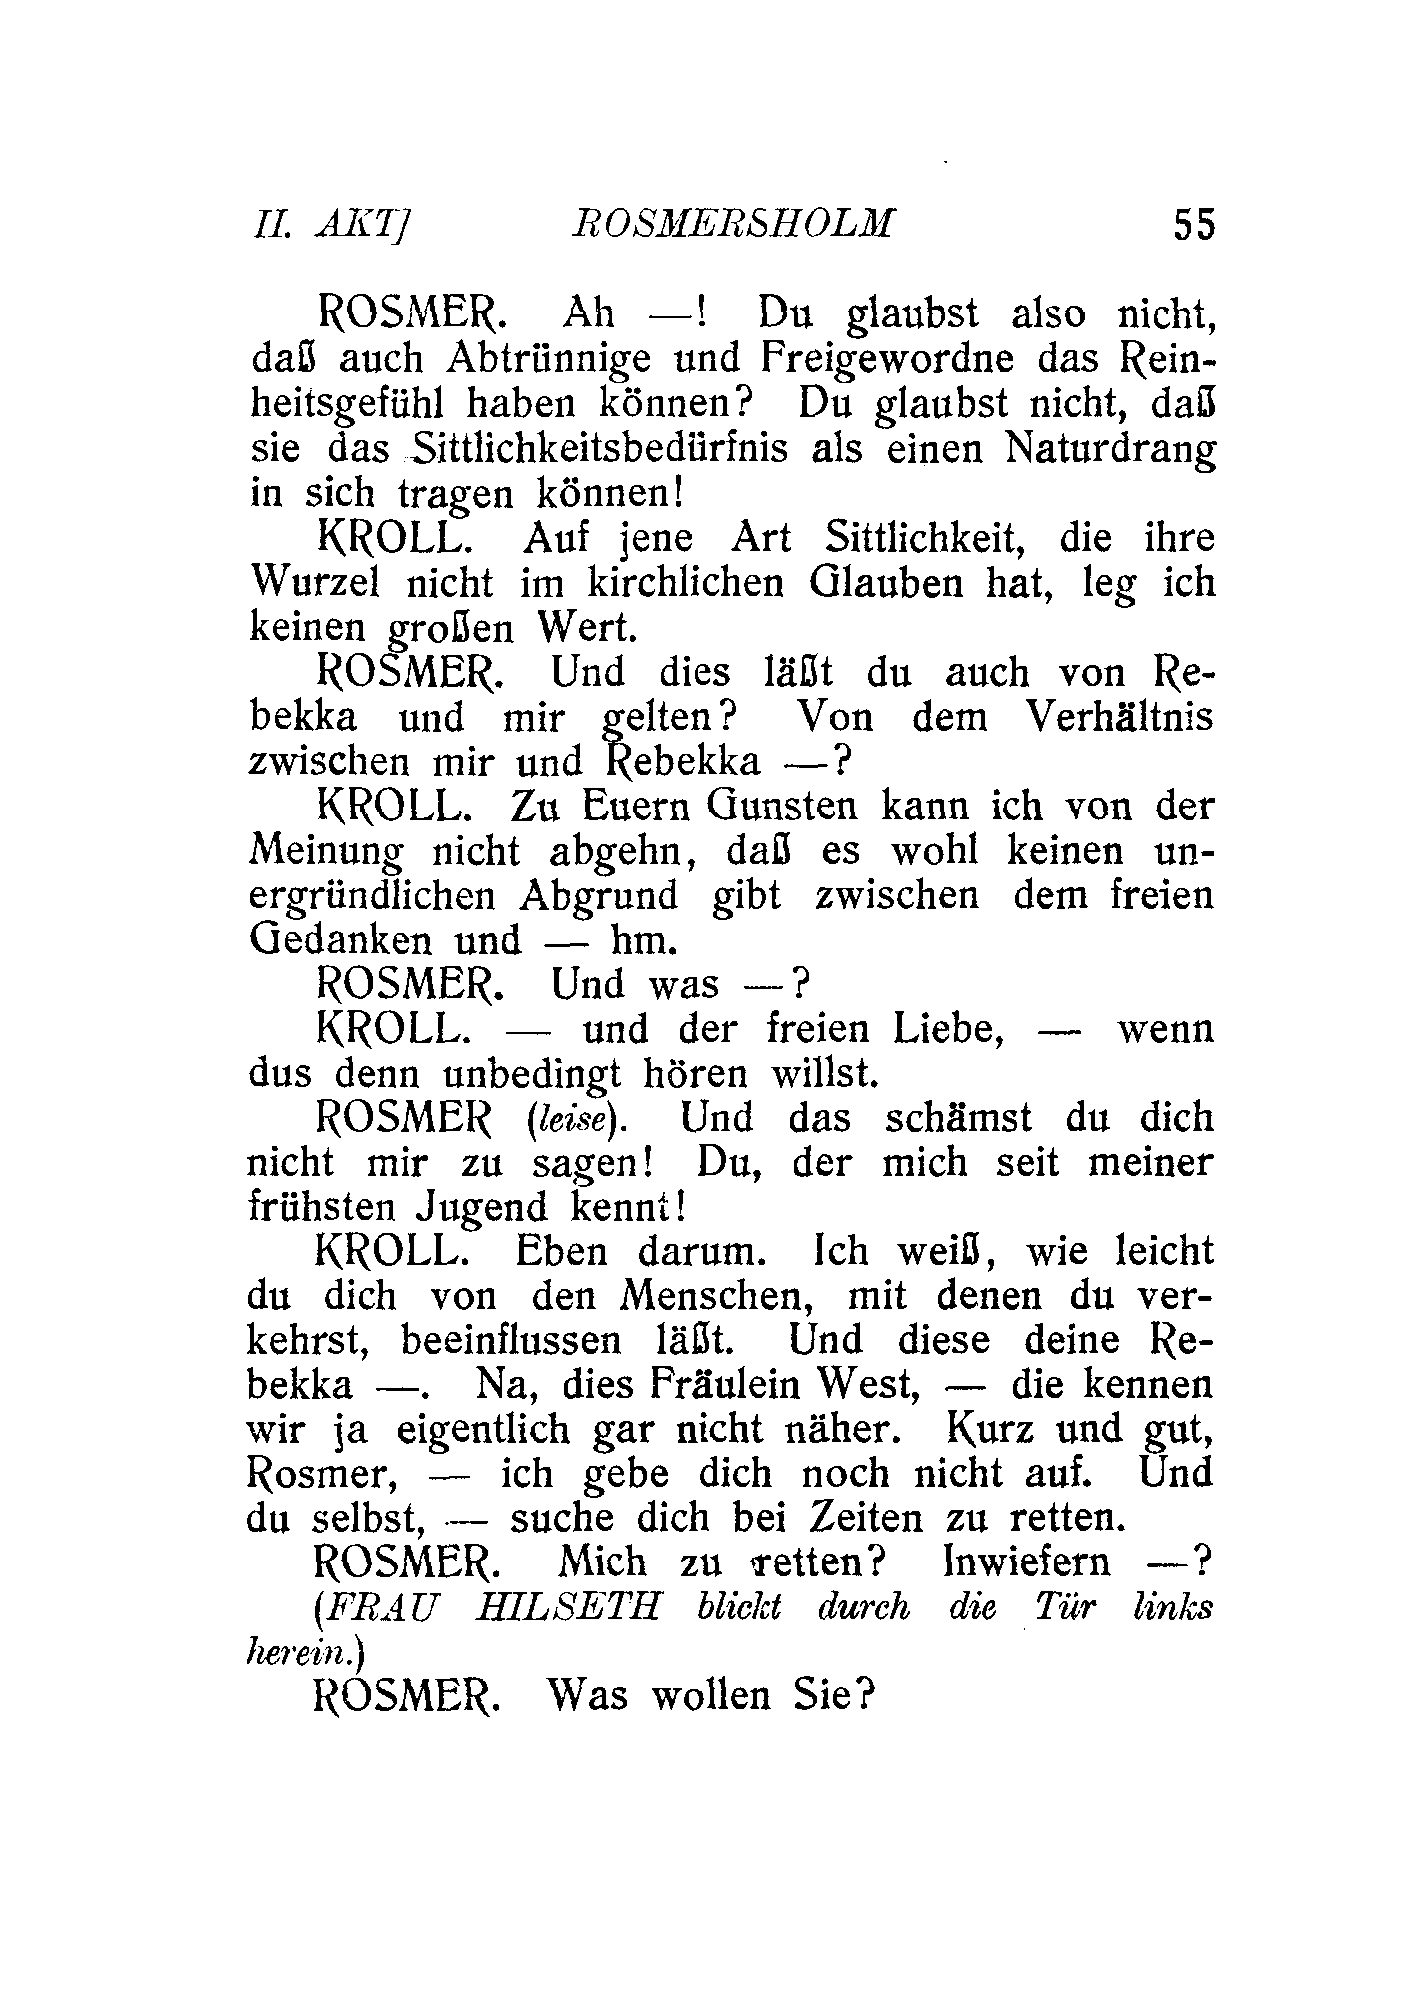 II. AKT] ROSMERSHOLM 55
ROSMER. Ah —! Du glaubst also nicht,
daß auch Abtrünnige und Freigewordne das Rein-
heitsgefühl haben können? Du glaubst nicht, daß
sie das Sittlichkeitsbedürfnis als einen Naturdrang
in sich tragen können!
KROLL. Auf jene Art Sittlichkeit, die ihre
Wurzel nicht im kirchlichen Glauben hat, leg ich
keinen großen Wert.
ROSMER. Und dies läßt du auch von Re-
bekka und mir gelten? Von dem Verhältnis
zwischen mir und Rebekka —?
KROLL. Zu Euern Gunsten kann ich von der
Meinung nicht abgehn, daß es wohl keinen un-
ergründlichen Abgrund gibt zwischen dem freien
Gedanken und — hm.
ROSMER. Und was —?
KROLL. — und der freien Liebe, — wenn
dus denn unbedingt hören willst.
ROSMER (leise). Und das schämst du dich
nicht mir zu sagen! Du, der mich seit meiner
frühsten Jugend kennt!
KROLL. Eben darum. Ich weiß, wie leicht
du dich von den Menschen, mit denen du ver-
kehrst, beeinflussen läßt. Und diese deine Re-
bekka —. Na, dies Fräulein West, — die kennen
wir ja eigentlich gar nicht näher. Kurz und gut,
Rosmer, — ich gebe dich noch nicht auf. Und
du selbst, — suche dich bei Zeiten zu retten.
ROSMER. Mich zu retten? Inwiefern —?
(FRAU HILSETH blickt durch die Tür links
herein.)
ROSMER. Was wollen Sie?